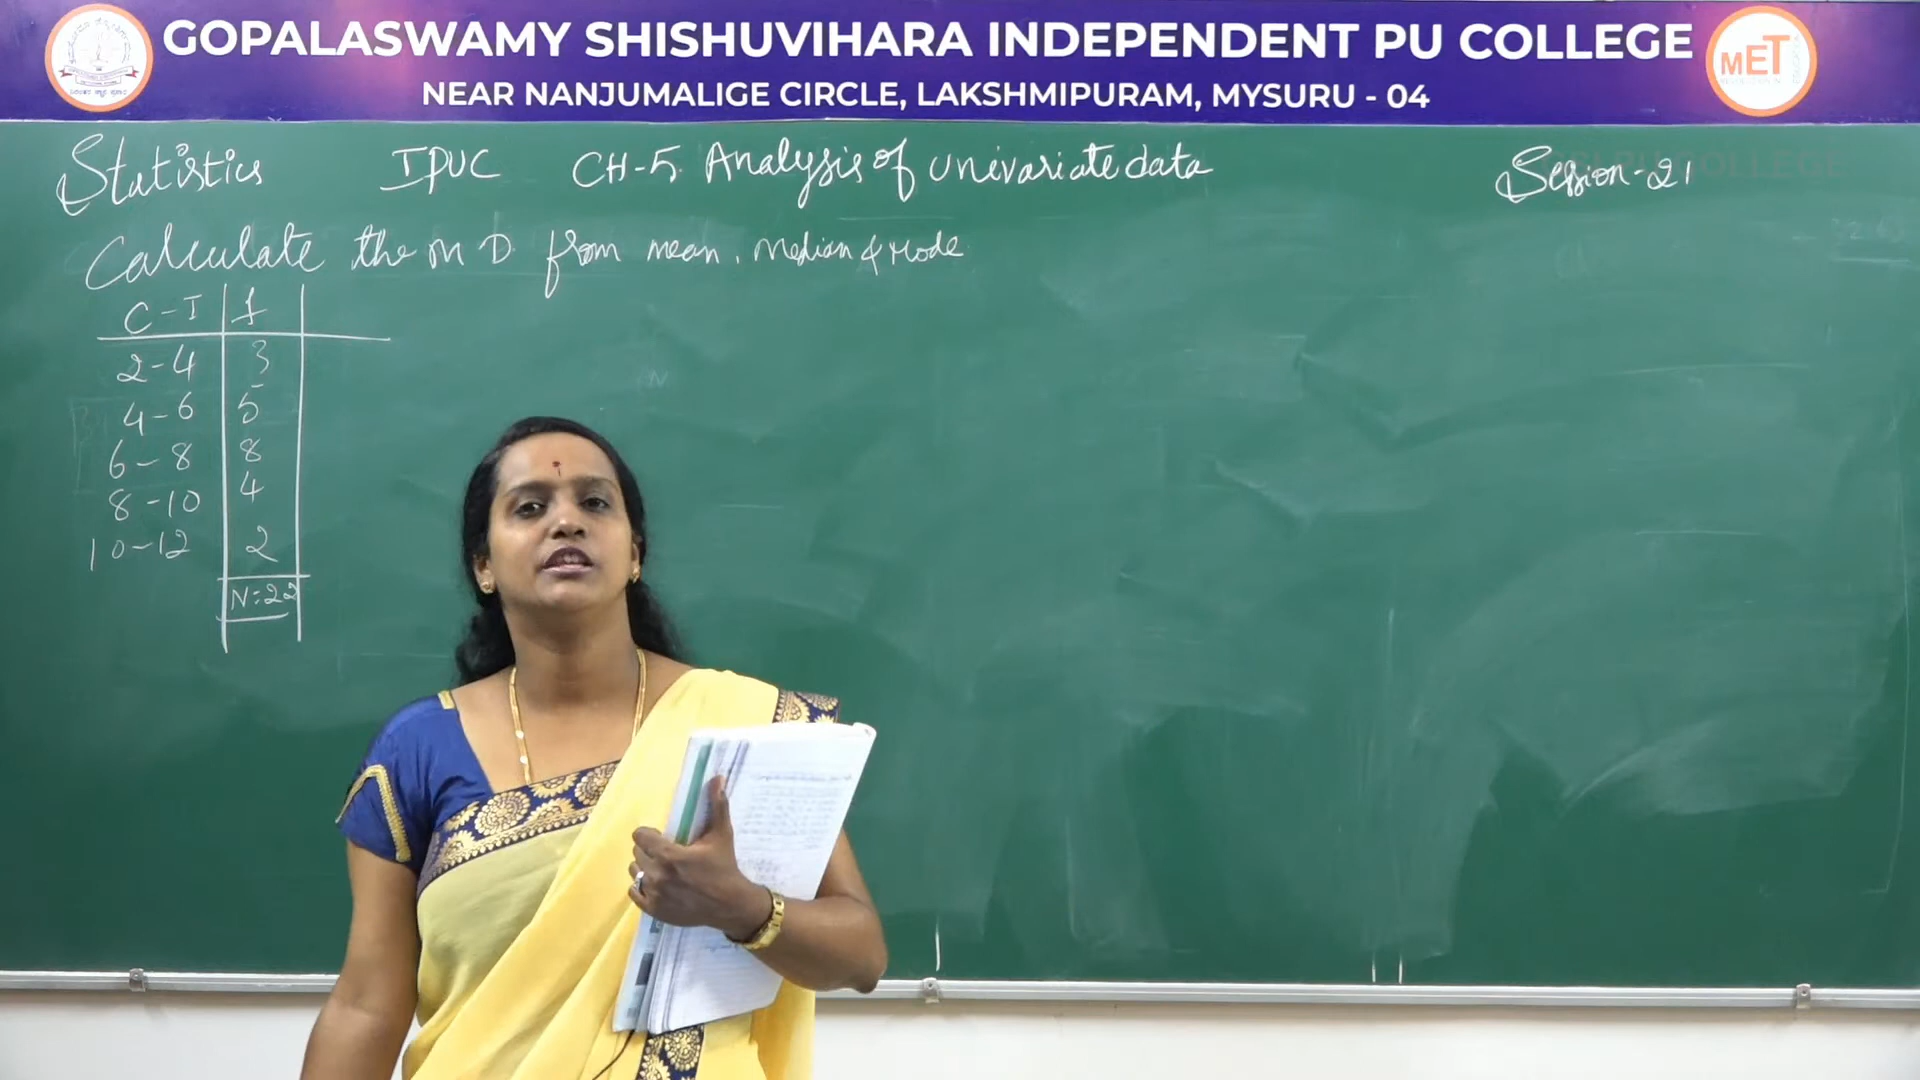 GOPALASWAMY SHISHUVIHARA INDEPENDENT PU COLLEGE
NEAR NANJUMALIGE CIRCLE, LAKSHMIPURAM, MYSURU - 04
MET
Statistics IPUC CH-5. Analysis of univariate data Session-21
Calculate the MD from mean, Median & Mode
C-I f
2-4 3
4-6 5
6-8 8
8-10 4
10-12 2
N=22